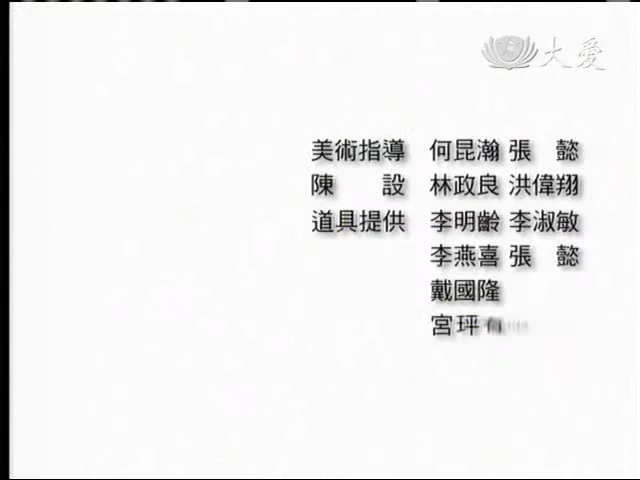 大愛
美術指導 何昆瀚 張 懿
陳 設 林政良 洪偉翔
道具提供 李明齡 李淑敏
李燕喜 張 懿
戴國隆
宮玶有